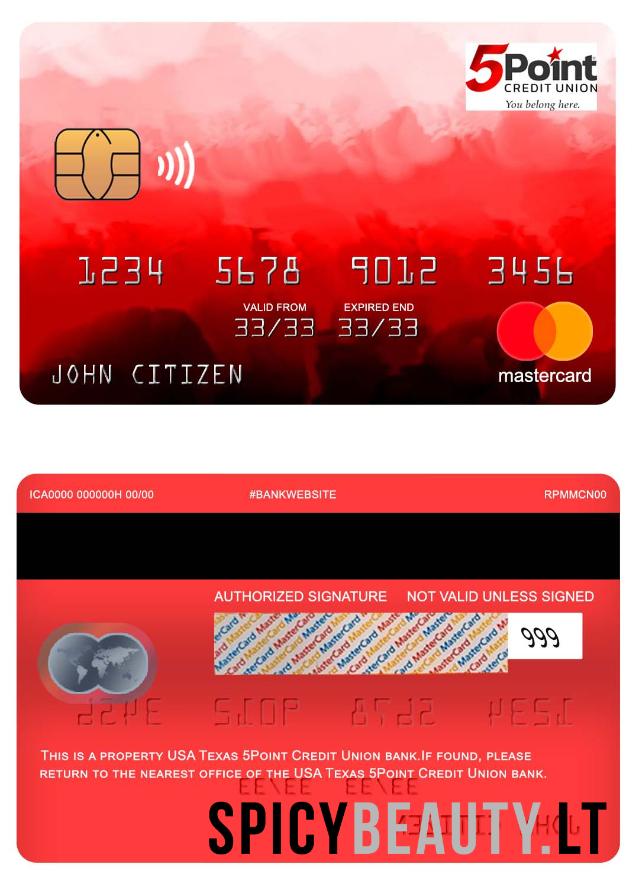 5Point
CREDIT UNION
You belong here.
1234 5678 9012 3456
VALID FROM EXPIRED END
33/33 33/33
JOHN CITIZEN
mastercard
ICA0000 000000H 00/00 #BANKWEBSITE RPMMCN00
AUTHORIZED SIGNATURE NOT VALID UNLESS SIGNED
MasterCard MasterCard MasterCard
999
THIS IS A PROPERTY USA TEXAS 5POINT CREDIT UNION BANK.IF FOUND, PLEASE
RETURN TO THE NEAREST OFFICE OF THE USA TEXAS 5POINT CREDIT UNION BANK.
SPICYBEAUTY.LT